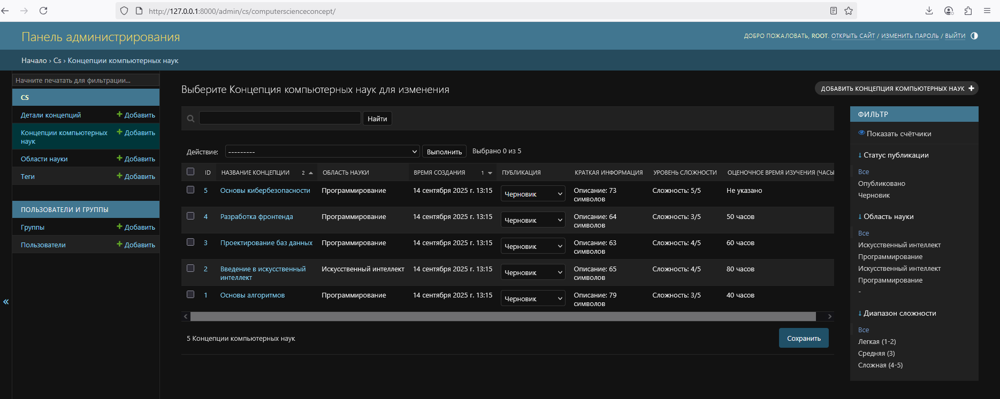 http://127.0.0.1:8000/admin/cs/computerscienceconcept/
Панель администрирования
ДОБРО ПОЖАЛОВАТЬ, ROOT. ОТКРЫТЬ САЙТ / ИЗМЕНИТЬ ПАРОЛЬ / ВЫЙТИ
Начало › Cs › Концепции компьютерных наук
Начните печатать для фильтрации...
CS
Детали концепций + Добавить
Концепции компьютерных + Добавить
наук
Области науки + Добавить
Теги + Добавить
ПОЛЬЗОВАТЕЛИ И ГРУППЫ
Группы + Добавить
Пользователи + Добавить
«
Выберите Концепция компьютерных наук для изменения
ДОБАВИТЬ КОНЦЕПЦИЯ КОМПЬЮТЕРНЫХ НАУК +
Найти
Действие: --------- Выполнить Выбрано 0 из 5
ID НАЗВАНИЕ КОНЦЕПЦИИ 2 ОБЛАСТЬ НАУКИ ВРЕМЯ СОЗДАНИЯ 1 ПУБЛИКАЦИЯ КРАТКАЯ ИНФОРМАЦИЯ УРОВЕНЬ СЛОЖНОСТИ ОЦЕНОЧНОЕ ВРЕМЯ ИЗУЧЕНИЯ (ЧАСЫ
5 Основы кибербезопасности Программирование 14 сентября 2025 г. 13:15 Черновик Описание: 73 Сложность: 5/5 Не указано
символов
4 Разработка фронтенда Программирование 14 сентября 2025 г. 13:15 Черновик Описание: 64 Сложность: 3/5 50 часов
символов
3 Проектирование баз данных Программирование 14 сентября 2025 г. 13:15 Черновик Описание: 63 Сложность: 4/5 60 часов
символов
2 Введение в искусственный Искусственный интеллект 14 сентября 2025 г. 13:15 Черновик Описание: 65 Сложность: 4/5 80 часов
интеллект символов
1 Основы алгоритмов Программирование 14 сентября 2025 г. 13:15 Черновик Описание: 79 Сложность: 3/5 40 часов
символов
5 Концепции компьютерных наук
Сохранить
ФИЛЬТР
Показать счётчики
↓ Статус публикации
Все
Опубликовано
Черновик
↓ Область науки
Все
Искусственный интеллект
Программирование
Искусственный интеллект
Программирование
-
↓ Диапазон сложности
Все
Легкая (1-2)
Средняя (3)
Сложная (4-5)